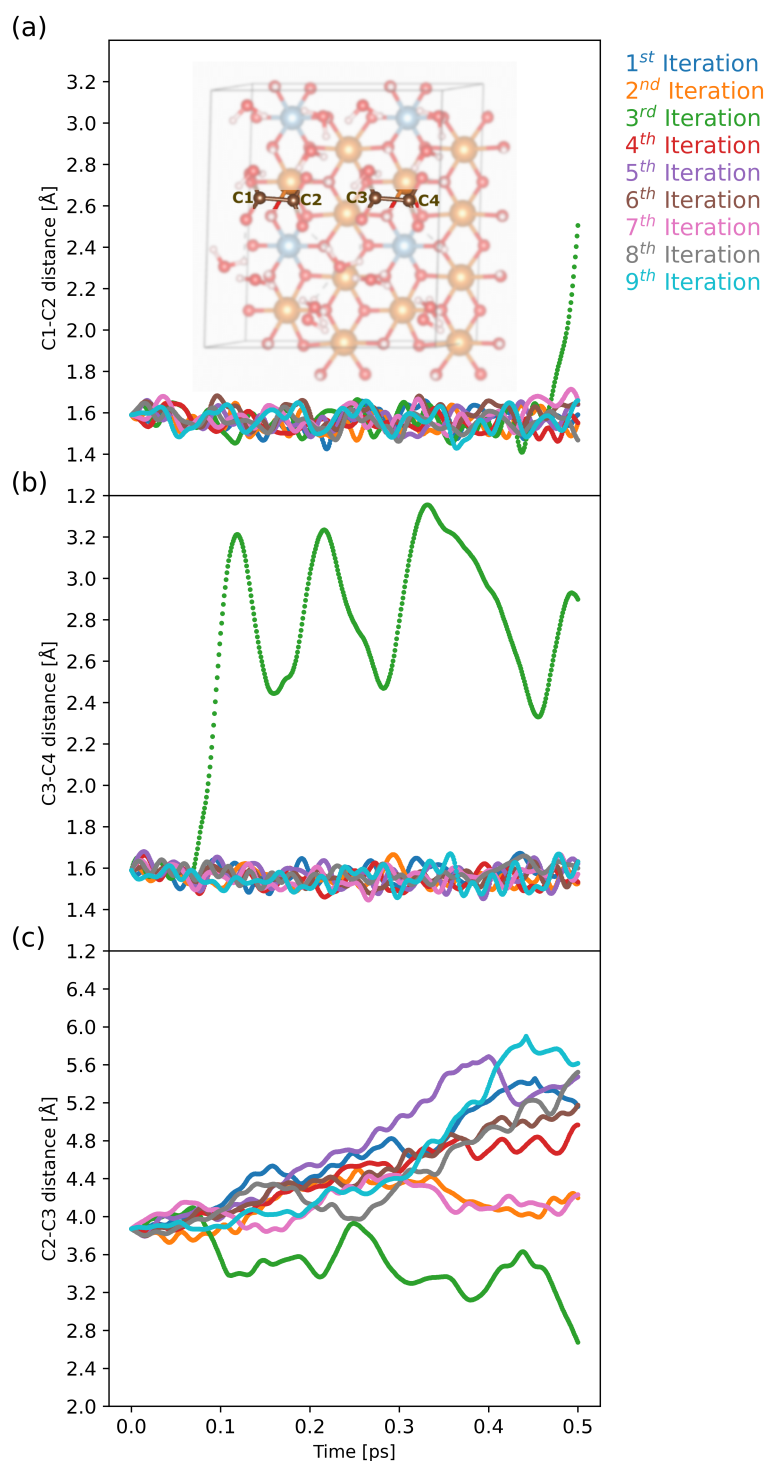 (a)
1st Iteration
2nd Iteration
3rd Iteration
4th Iteration
5th Iteration
6th Iteration
7th Iteration
8th Iteration
9th Iteration
C1-C2 distance [Å]
3.2
3.0
2.8
2.6
2.4
2.2
2.0
1.8
1.6
1.4
1.2
C1 C2 C3 C4
(b)
C3-C4 distance [Å]
3.2
3.0
2.8
2.6
2.4
2.2
2.0
1.8
1.6
1.4
1.2
(c)
C2-C3 distance [Å]
6.4
6.0
5.6
5.2
4.8
4.4
4.0
3.6
3.2
2.8
2.4
2.0
0.0 0.1 0.2 0.3 0.4 0.5
Time [ps]